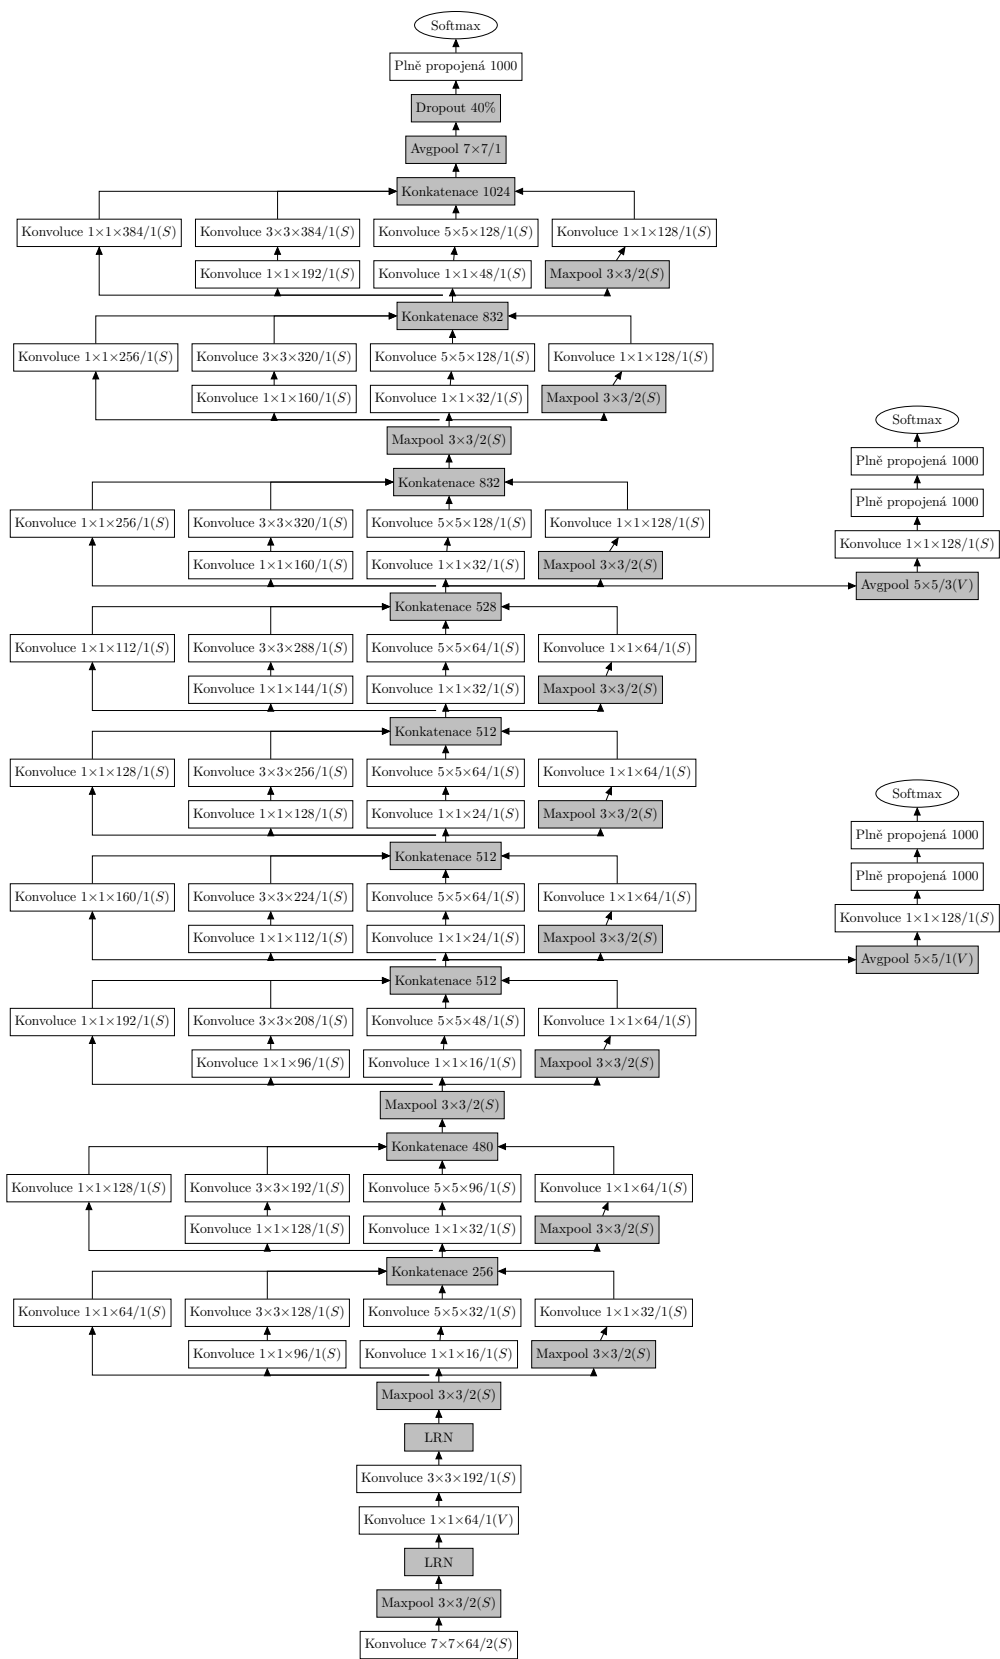 Softmax
Plně propojená 1000
Dropout 40%
Avgpool 7×7/1
Konkatenace 1024
Konvoluce 1×1×384/1(S) Konvoluce 3×3×384/1(S) Konvoluce 5×5×128/1(S) Konvoluce 1×1×128/1(S)
Konvoluce 1×1×192/1(S) Konvoluce 1×1×48/1(S) Maxpool 3×3/2(S)
Konkatenace 832
Konvoluce 1×1×256/1(S) Konvoluce 3×3×320/1(S) Konvoluce 5×5×128/1(S) Konvoluce 1×1×128/1(S)
Konvoluce 1×1×160/1(S) Konvoluce 1×1×32/1(S) Maxpool 3×3/2(S)
Softmax
Maxpool 3×3/2(S)
Plně propojená 1000
Konkatenace 832
Plně propojená 1000
Konvoluce 1×1×256/1(S) Konvoluce 3×3×320/1(S) Konvoluce 5×5×128/1(S) Konvoluce 1×1×128/1(S)
Konvoluce 1×1×128/1(S)
Konvoluce 1×1×160/1(S) Konvoluce 1×1×32/1(S) Maxpool 3×3/2(S)
Avgpool 5×5/3(V)
Konkatenace 528
Konvoluce 1×1×112/1(S) Konvoluce 3×3×288/1(S) Konvoluce 5×5×64/1(S) Konvoluce 1×1×64/1(S)
Konvoluce 1×1×144/1(S) Konvoluce 1×1×32/1(S) Maxpool 3×3/2(S)
Konkatenace 512
Konvoluce 1×1×128/1(S) Konvoluce 3×3×256/1(S) Konvoluce 5×5×64/1(S) Konvoluce 1×1×64/1(S)
Softmax
Konvoluce 1×1×128/1(S) Konvoluce 1×1×24/1(S) Maxpool 3×3/2(S)
Plně propojená 1000
Konkatenace 512
Plně propojená 1000
Konvoluce 1×1×160/1(S) Konvoluce 3×3×224/1(S) Konvoluce 5×5×64/1(S) Konvoluce 1×1×64/1(S)
Konvoluce 1×1×128/1(S)
Konvoluce 1×1×112/1(S) Konvoluce 1×1×24/1(S) Maxpool 3×3/2(S)
Avgpool 5×5/1(V)
Konkatenace 512
Konvoluce 1×1×192/1(S) Konvoluce 3×3×208/1(S) Konvoluce 5×5×48/1(S) Konvoluce 1×1×64/1(S)
Konvoluce 1×1×96/1(S) Konvoluce 1×1×16/1(S) Maxpool 3×3/2(S)
Maxpool 3×3/2(S)
Konkatenace 480
Konvoluce 1×1×128/1(S) Konvoluce 3×3×192/1(S) Konvoluce 5×5×96/1(S) Konvoluce 1×1×64/1(S)
Konvoluce 1×1×128/1(S) Konvoluce 1×1×32/1(S) Maxpool 3×3/2(S)
Konkatenace 256
Konvoluce 1×1×64/1(S) Konvoluce 3×3×128/1(S) Konvoluce 5×5×32/1(S) Konvoluce 1×1×32/1(S)
Konvoluce 1×1×96/1(S) Konvoluce 1×1×16/1(S) Maxpool 3×3/2(S)
Maxpool 3×3/2(S)
LRN
Konvoluce 3×3×192/1(S)
Konvoluce 1×1×64/1(V)
LRN
Maxpool 3×3/2(S)
Konvoluce 7×7×64/2(S)